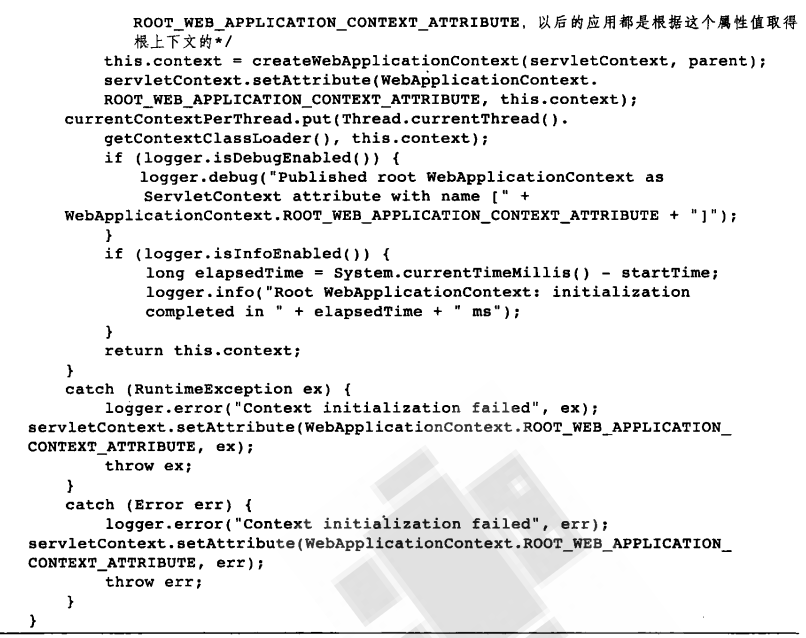 ROOT_WEB_APPLICATION_CONTEXT_ATTRIBUTE, 以后的应用都是根据这个属性值取得
根上下文的*/
this.context = createWebApplicationContext(servletContext, parent);
servletContext.setAttribute(WebApplicationContext.
ROOT_WEB_APPLICATION_CONTEXT_ATTRIBUTE, this.context);
currentContextPerThread.put(Thread.currentThread().
getContextClassLoader(), this.context);
if (logger.isDebugEnabled()) {
logger.debug("Published root WebApplicationContext as
ServletContext attribute with name [" +
WebApplicationContext.ROOT_WEB_APPLICATION_CONTEXT_ATTRIBUTE + "]");
}
if (logger.isInfoEnabled()) {
long elapsedTime = System.currentTimeMillis() - startTime;
logger.info("Root WebApplicationContext: initialization
completed in " + elapsedTime + " ms");
}
return this.context;
}
catch (RuntimeException ex) {
logger.error("Context initialization failed", ex);
servletContext.setAttribute(WebApplicationContext.ROOT_WEB_APPLICATION_
CONTEXT_ATTRIBUTE, ex);
throw ex;
}
catch (Error err) {
logger.error("Context initialization failed", err);
servletContext.setAttribute(WebApplicationContext.ROOT_WEB_APPLICATION_
CONTEXT_ATTRIBUTE, err);
throw err;
}
}